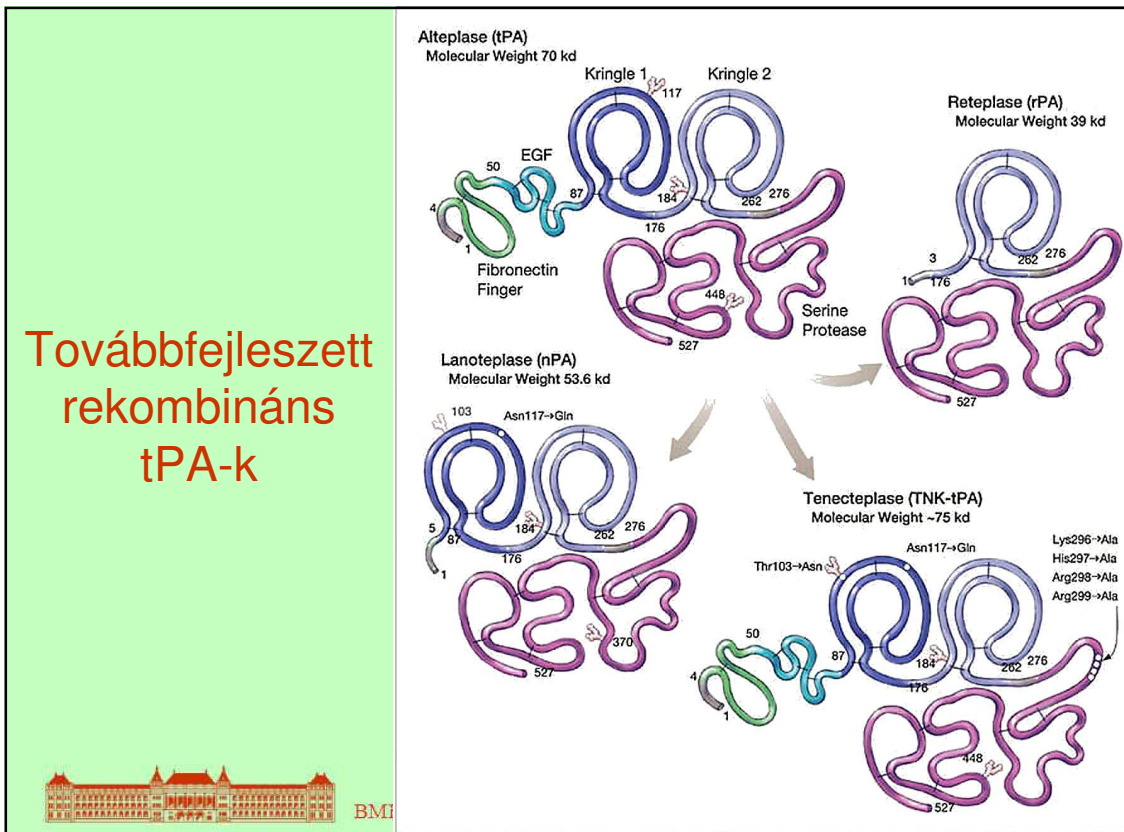 Továbbfejleszett
rekombináns
tPA-k
Alteplase (tPA)
Molecular Weight 70 kd
Kringle 1
Kringle 2
117
EGF
50
87
184
262
276
176
4
1
Fibronectin
Finger
448
527
Serine
Protease
Reteplase (rPA)
Molecular Weight 39 kd
3
1
176
262
276
527
Lanoteplase (nPA)
Molecular Weight 53.6 kd
103
Asn117→Gln
5
87
184
262
276
176
1
370
527
Tenecteplase (TNK-tPA)
Molecular Weight ~75 kd
Thr103→Asn
Asn117→Gln
Lys296→Ala
His297→Ala
Arg298→Ala
Arg299→Ala
50
87
184
262
276
176
4
1
448
527